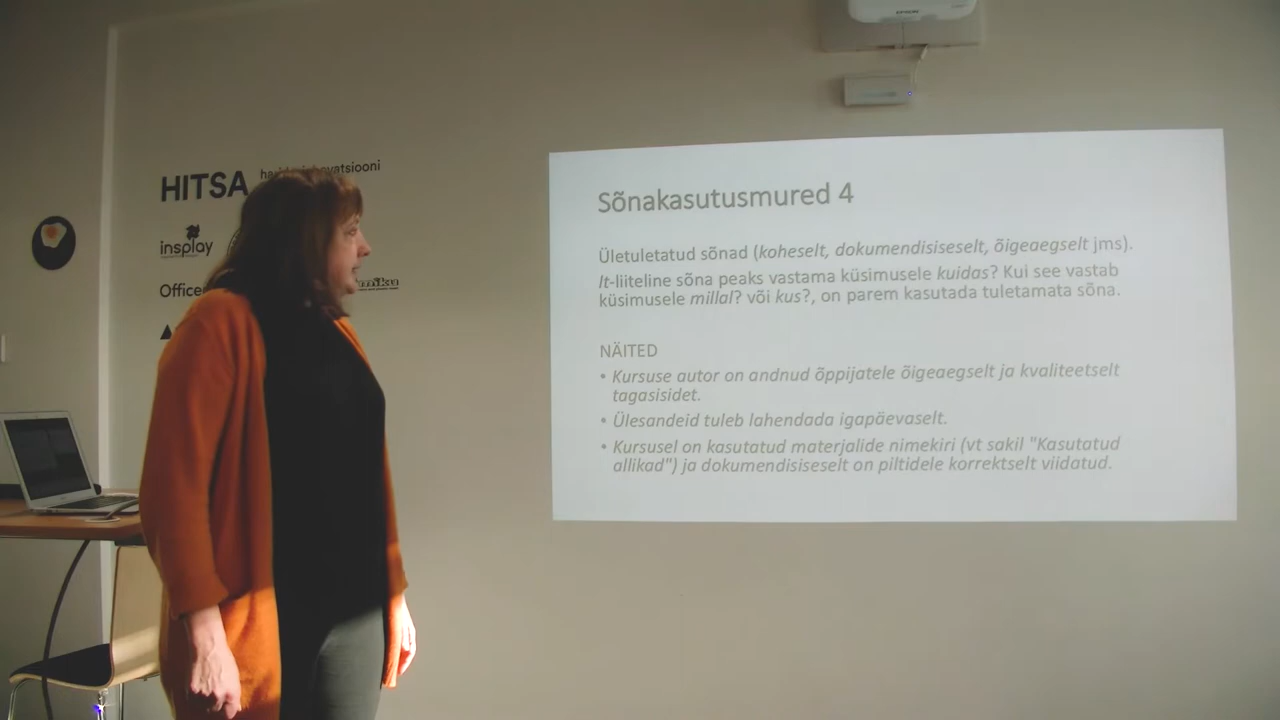 EPSON
HITSA
insplay
Office
Sõnakasutusmured 4
Ületuletatud sõnad (koheselt, dokumendisiseselt, õigeaegselt jms).
lt-liiteline sõna peaks vastama küsimusele kuidas? Kui see vastab
küsimusele millal? või kus?, on parem kasutada tuletamata sõna.
NÄITED
• Kursuse autor on andnud õppijatele õigeaegselt ja kvaliteetselt
tagasisidet.
• Ülesandeid tuleb lahendada igapäevaselt.
• Kursusel on kasutatud materjalide nimekiri (vt sakil "Kasutatud
allikad") ja dokumendisiseselt on piltidele korrektselt viidatud.